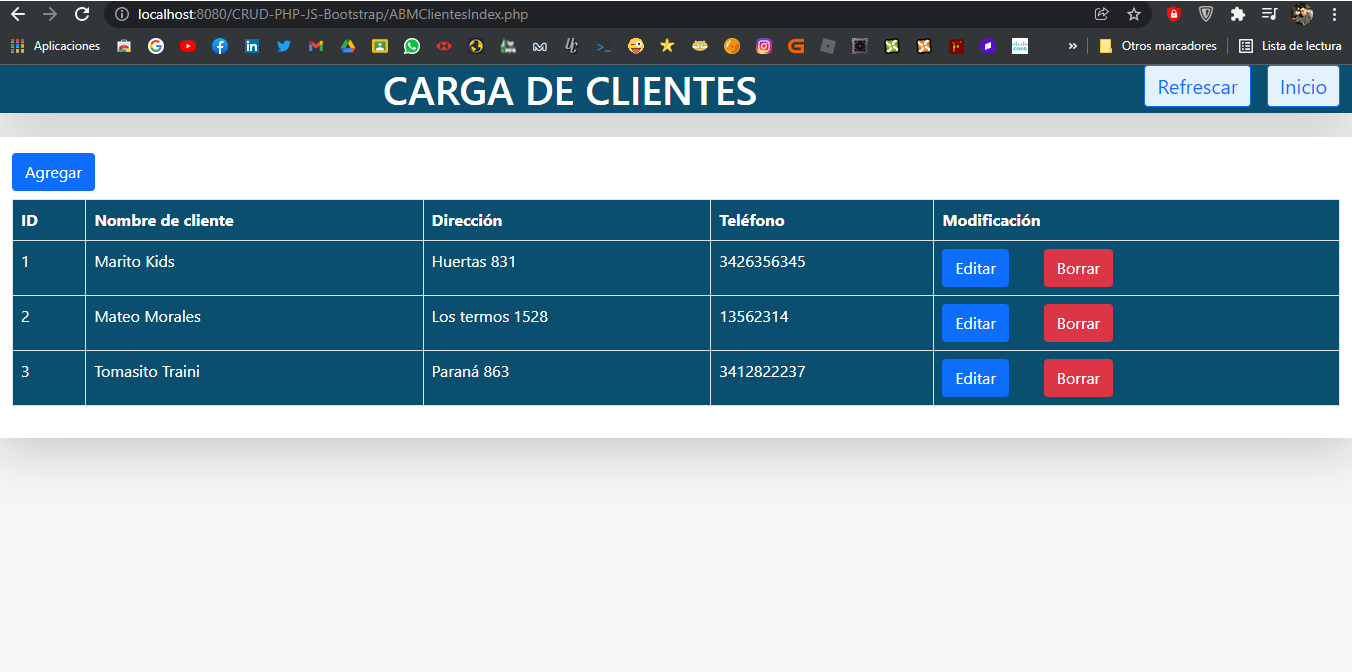 localhost:8080/CRUD-PHP-JS-Bootstrap/ABMClientesIndex.php
Aplicaciones » Otros marcadores Lista de lectura
CARGA DE CLIENTES Refrescar Inicio
Agregar
ID Nombre de cliente Dirección Teléfono Modificación
1 Marito Kids Huertas 831 3426356345 Editar Borrar
2 Mateo Morales Los termos 1528 13562314 Editar Borrar
3 Tomasito Traini Paraná 863 3412822237 Editar Borrar